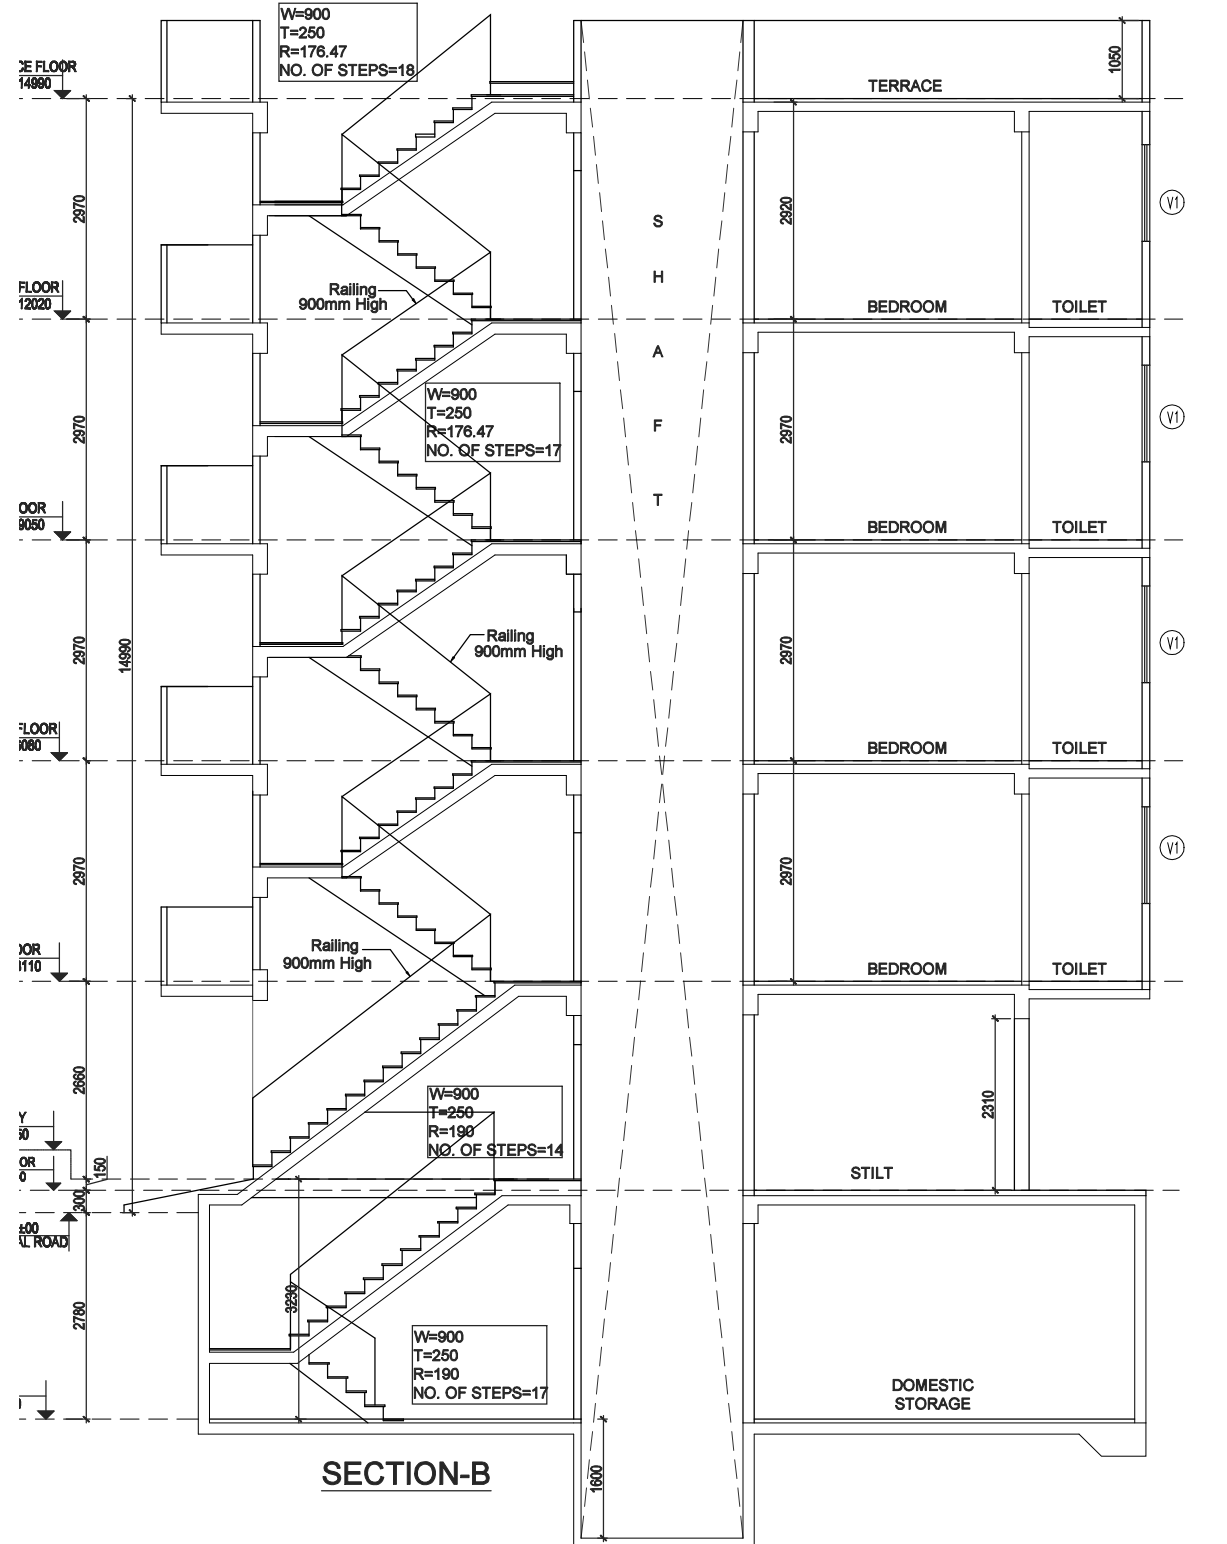 W=900
T=250
R=176.47
NO. OF STEPS=18
FLOOR
14990
TERRACE
1050
2970
2920
V1
S
H
A
F
T
Railing
900mm High
FLOOR
12020
BEDROOM
TOILET
W=900
T=250
R=176.47
NO. OF STEPS=17
2970
2970
V1
9050
BEDROOM
TOILET
Railing
900mm High
2970
14990
2970
V1
FLOOR
BEDROOM
TOILET
2970
2970
V1
Railing
900mm High
BEDROOM
TOILET
2660
W=900
T=250
R=190
NO. OF STEPS=14
2310
150
STILT
300
ROAD
3230
2780
W=900
T=250
R=190
NO. OF STEPS=17
DOMESTIC
STORAGE
SECTION-B
1600